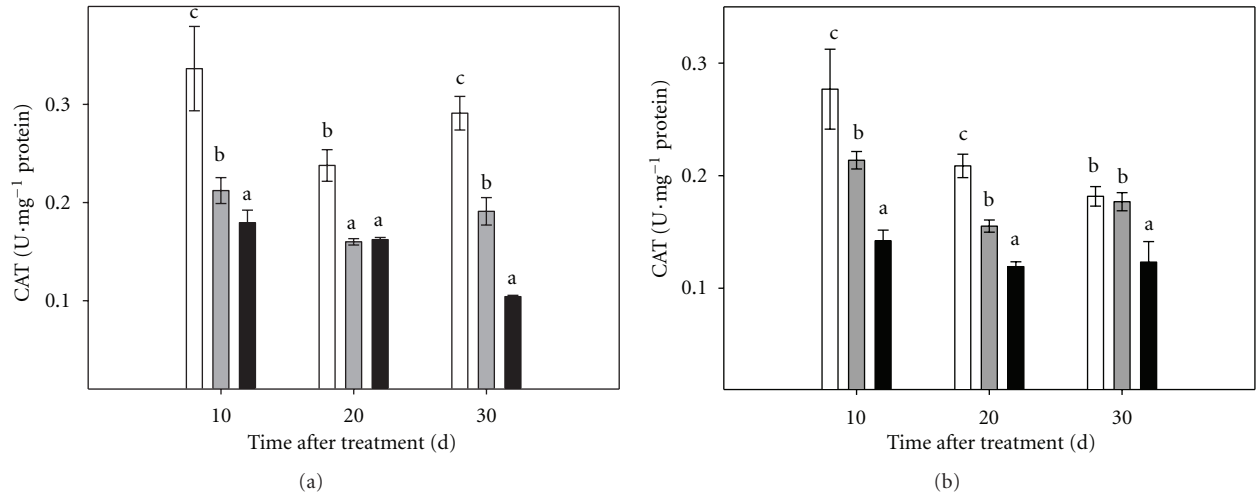 c
c
b
b
a
b
a
a
c
b
a
0.3
0.2
0.1
CAT (U·mg⁻¹ protein)
10
20
30
Time after treatment (d)
(a)
c
b
a
c
b
a
b
b
a
0.3
0.2
0.1
CAT (U·mg⁻¹ protein)
10
20
30
Time after treatment (d)
(b)